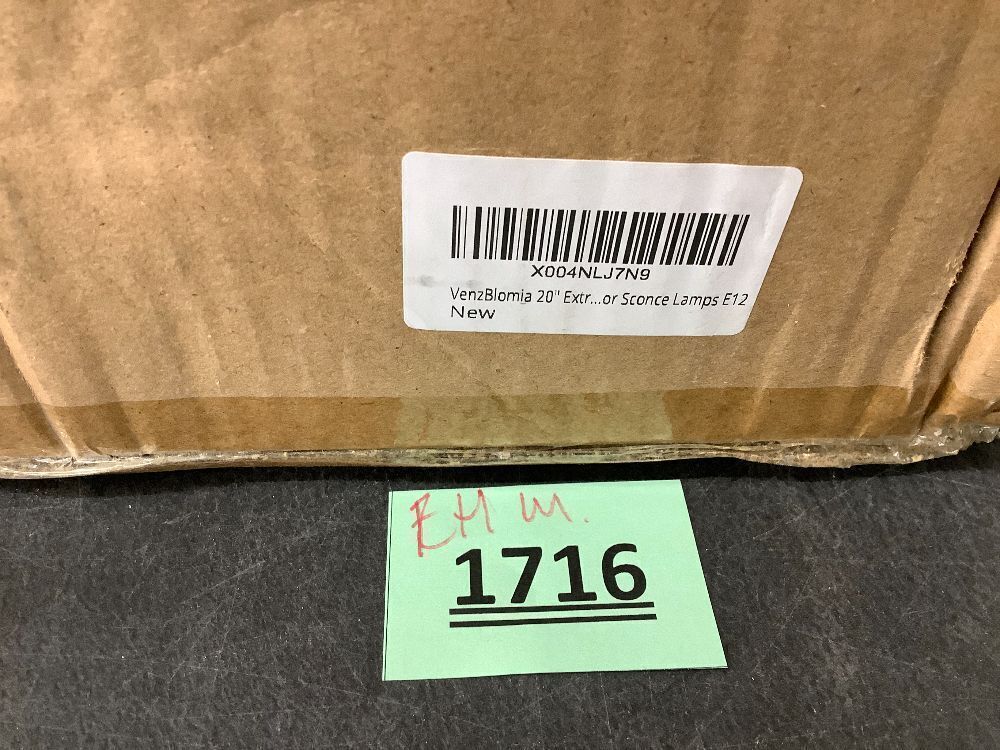 X004NLJ7N9
VenzBlomia 20" Extr...or Sconce Lamps E12
New
1716